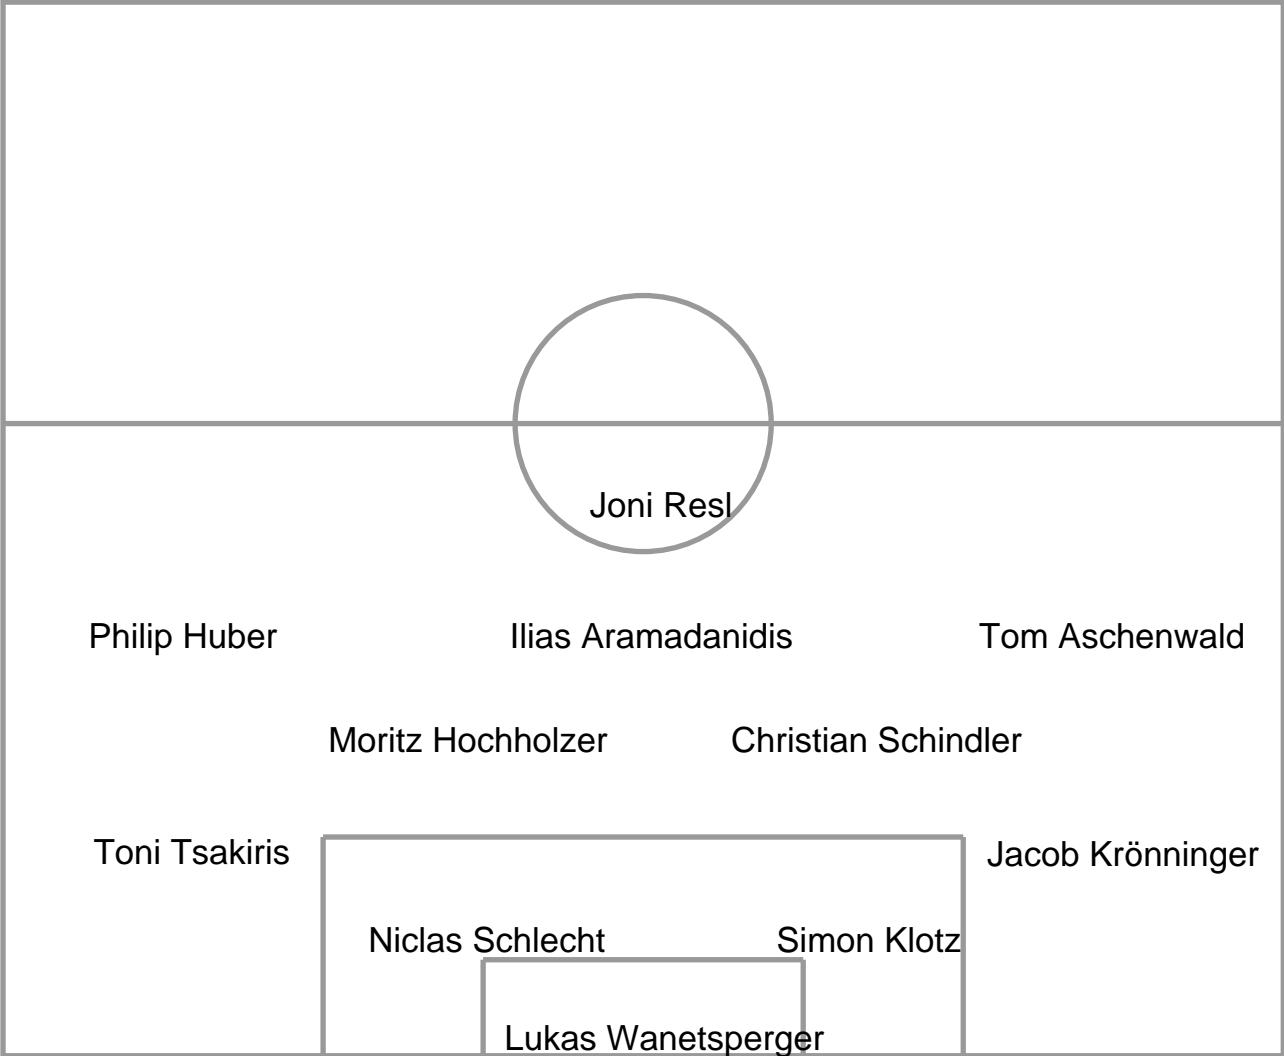 Joni Resl
Philip Huber
Ilias Aramadanidis
Tom Aschenwald
Moritz Hochholzer
Christian Schindler
Toni Tsakiris
Jacob Krönninger
Niclas Schlecht
Simon Klotz
Lukas Wanetsperger